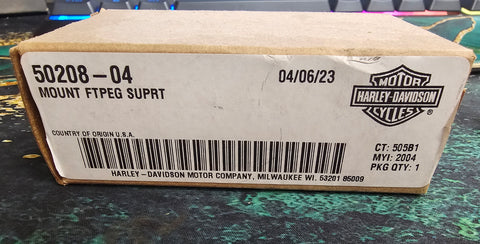 50208-04
04/06/23
MOUNT FTPEG SUPRT
MOTOR
HARLEY-DAVIDSON
CYCLES
®
COUNTRY OF ORIGIN U.S.A.
CT: 505B1
MYI: 2004
PKG QTY: 1
HARLEY-DAVIDSON MOTOR COMPANY, MILWAUKEE WI. 53201 85009